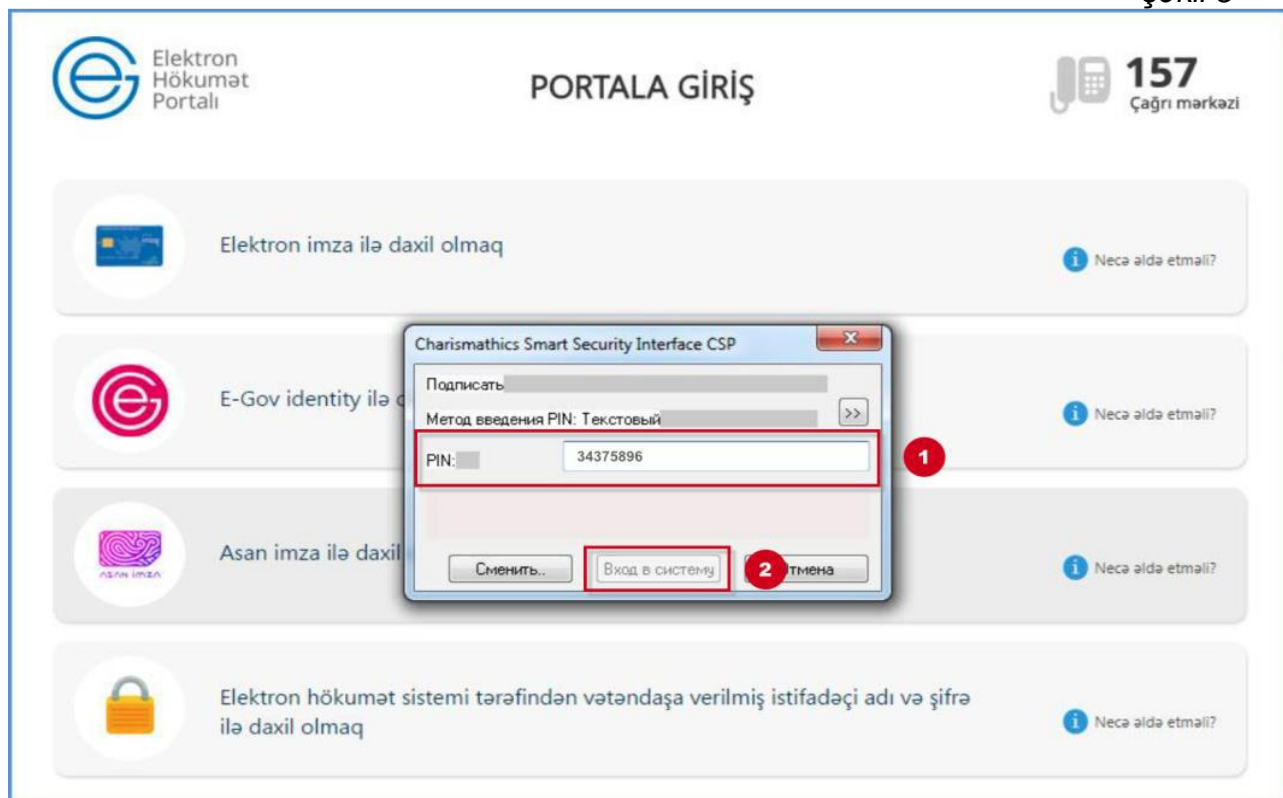 Elektron
Hökumət
Portalı
PORTALA GİRİŞ
157
Çağrı mərkəzi
Elektron imza ilə daxil olmaq
Necə əldə etməli?
Charismathics Smart Security Interface CSP
Подписать
Метод введения PIN: Текстовый
>>
E-Gov identity ilə
Necə əldə etməli?
PIN:
34375896
1
Asan imza ilə daxil
ASAN IMZA
Necə əldə etməli?
Сменить..
Вход в систему
2
Elektron hökumət sistemi tərəfindən vətəndaşa verilmiş istifadəçi adı və şifrə
ilə daxil olmaq
Necə əldə etməli?